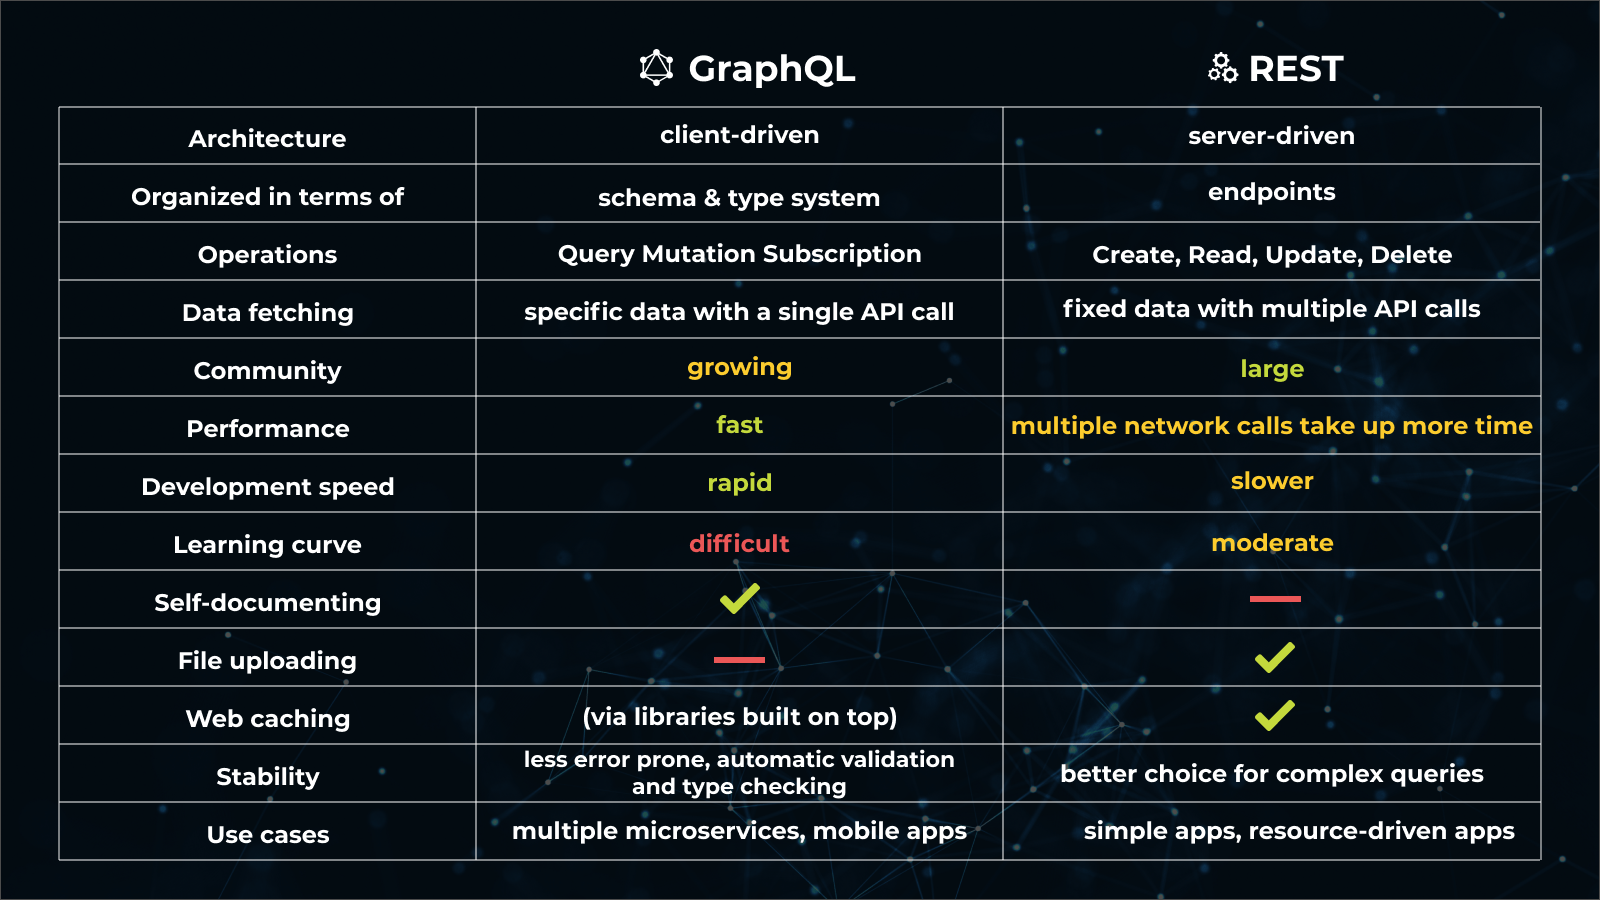 GraphQL REST
Architecture client-driven server-driven
Organized in terms of schema & type system endpoints
Operations Query Mutation Subscription Create, Read, Update, Delete
Data fetching specific data with a single API call fixed data with multiple API calls
Community growing large
Performance fast multiple network calls take up more time
Development speed rapid slower
Learning curve difficult moderate
Self-documenting
File uploading
Web caching (via libraries built on top)
Stability less error prone, automatic validation
and type checking better choice for complex queries
Use cases multiple microservices, mobile apps simple apps, resource-driven apps